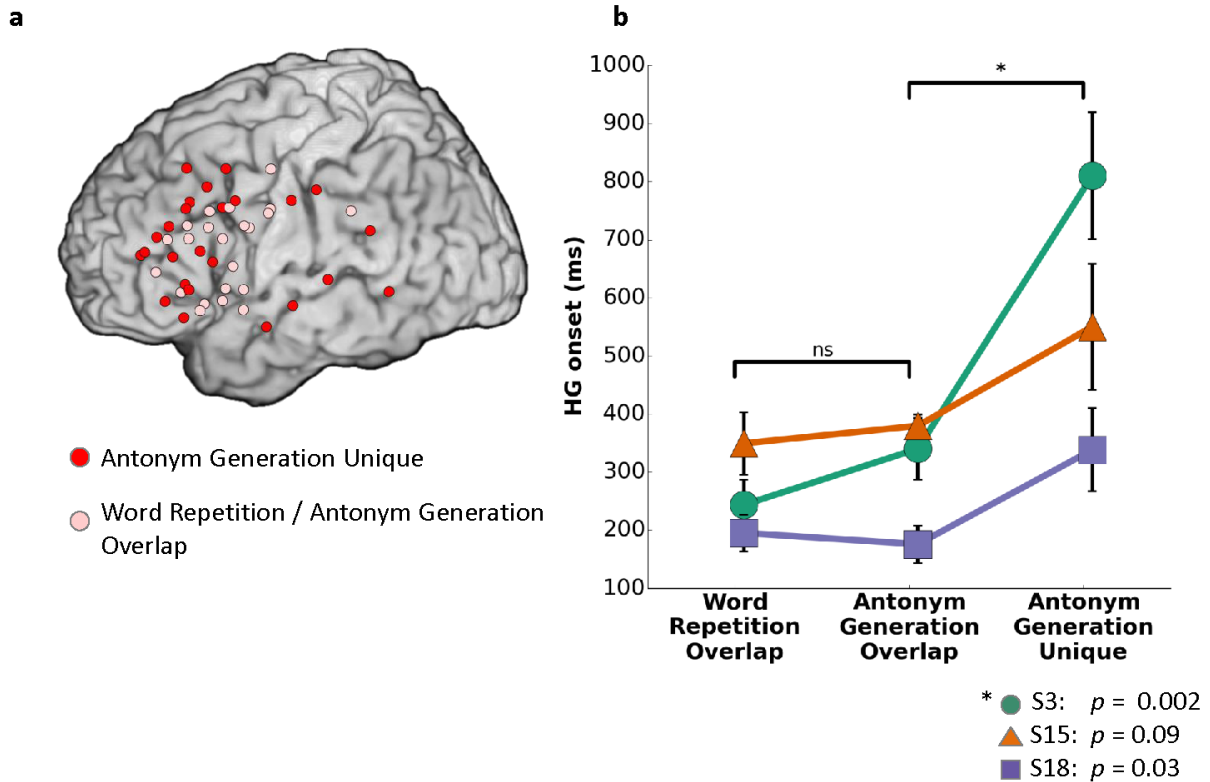 a
Antonym Generation Unique
Word Repetition / Antonym Generation
Overlap
b
1000
900
800
700
600
500
400
300
200
100
HG onset (ms)
*
ns
Word
Repetition
Overlap
Antonym
Generation
Overlap
Antonym
Generation
Unique
* S3: p = 0.002
S15: p = 0.09
S18: p = 0.03